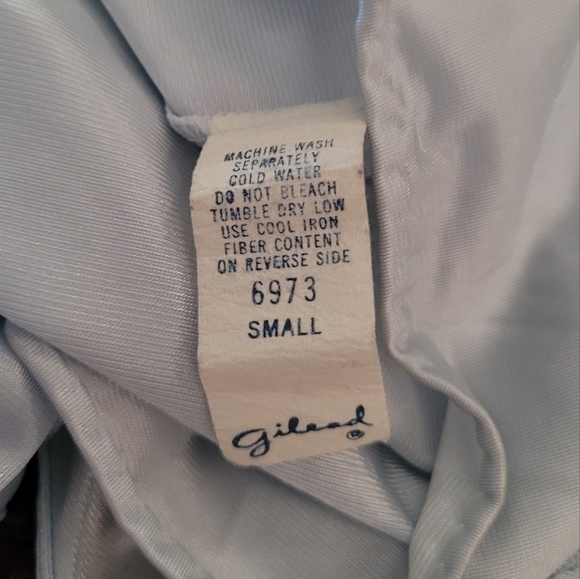 MACHINE WASH
SEPARATELY
COLD WATER
DO NOT BLEACH
TUMBLE DRY LOW
USE COOL IRON
FIBER CONTENT
ON REVERSE SIDE
6973
SMALL
gilead ®